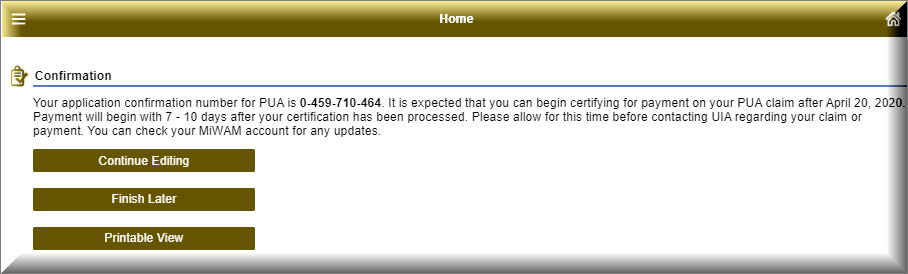 Home
Confirmation
Your application confirmation number for PUA is 0-459-710-464. It is expected that you can begin certifying for payment on your PUA claim after April 20, 2020.
Payment will begin with 7 - 10 days after your certification has been processed. Please allow for this time before contacting UIA regarding your claim or
payment. You can check your MiWAM account for any updates.
Continue Editing
Finish Later
Printable View